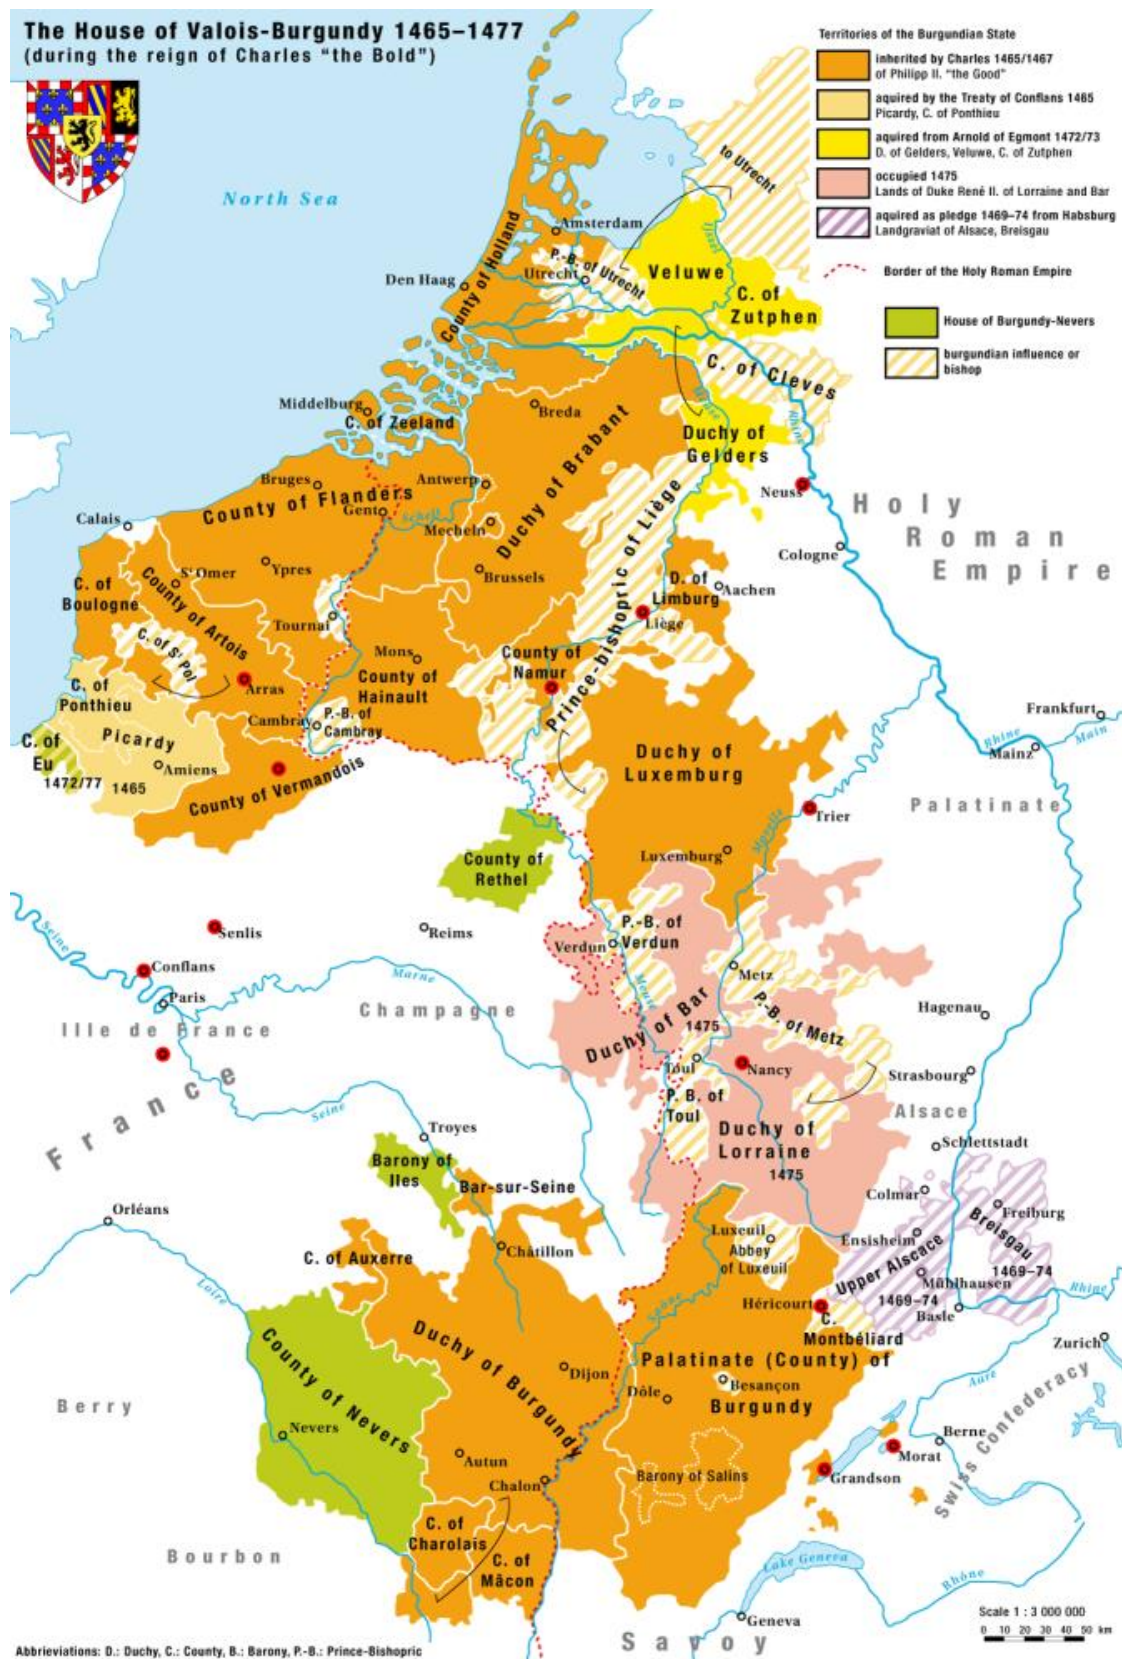 The House of Valois-Burgundy 1465–1477
(during the reign of Charles “the Bold”)
Territories of the Burgundian State
inherited by Charles 1465/1467
of Philipp II. “the Good”
aquired by the Treaty of Conflans 1465
Picardy, C. of Ponthieu
aquired from Arnold of Egmont 1472/73
D. of Gelders, Veluwe, C. of Zutphen
occupied 1475
Lands of Duke René II. of Lorraine and Bar
aquired as pledge 1469–74 from Habsburg
Landgraviat of Alsace, Breisgau
Border of the Holy Roman Empire
House of Burgundy-Nevers
burgundian influence or
bishop
North Sea
to Utrecht
Amsterdam
County of Holland
P.-B. of Utrecht
Utrecht
Ijssel
Veluwe
Den Haag
C. of
Zutphen
C. of Cleves
Meuse
Rhine
Middelburg
C. of Zeeland
Breda
Duchy of Brabant
Duchy of
Gelders
Bruges
County of Flanders
Antwerp
Neuss
Calais
Gent
Scheldt
Mecheln
Holy
Roman
Empire
Cologne
C. of
Boulogne
St Omer
Ypres
Brussels
Prince-bishopric of Liège
D. of
Limburg
Aachen
County of Artois
Tournai
Liège
C. of St Pol
Mons
County of
Hainault
County of
Namur
Arras
C. of
Ponthieu
Cambray
P.-B. of
Cambray
Picardy
Amiens
C. of
Eu
1472/77
1465
County of Vermandois
Duchy of
Luxemburg
Frankfurt
Rhine
Main
Mainz
Palatinate
Trier
Moselle
Luxemburg
County of
Rethel
Seine
Senlis
Reims
P.-B. of
Verdun
Verdun
Conflans
Marne
Metz
Paris
Champagne
Meuse
Hagenau
Ille de France
Duchy of Bar
1475
P.-B. of Metz
France
Toul
Nancy
Strasbourg
Seine
P. B. of
Toul
Alsace
Troyes
Duchy of
Lorraine
1475
Schlettstadt
Barony of
Jles
Bar-sur-Seine
Colmar
Orléans
Luxeuil
Freiburg
Breisgau
Châtillon
Abbey
of Luxeuil
Ensisheim
C. of Auxerre
Upper Alscace
Mühlhausen
1469–74
1469–74
Rhine
Loire
Saône
Héricourt
Basle
C.
Montbéliard
Zurich
County of Nevers
Duchy of Burgundy
Palatinate (County) of
Burgundy
Dijon
Dôle
Besançon
Aare
Berry
Nevers
Berne
Swiss Confederacy
Autun
Morat
Chalon
Barony of Salins
Grandson
C. of
Charolais
Bourbon
C. of
Mâcon
Lake Geneva
Rhône
Geneva
Savoy
Scale 1 : 3 000 000
0 10 20 30 40 50 km
Abbrieviations: D.: Duchy, C.: County, B.: Barony, P.-B.: Prince-Bishopric